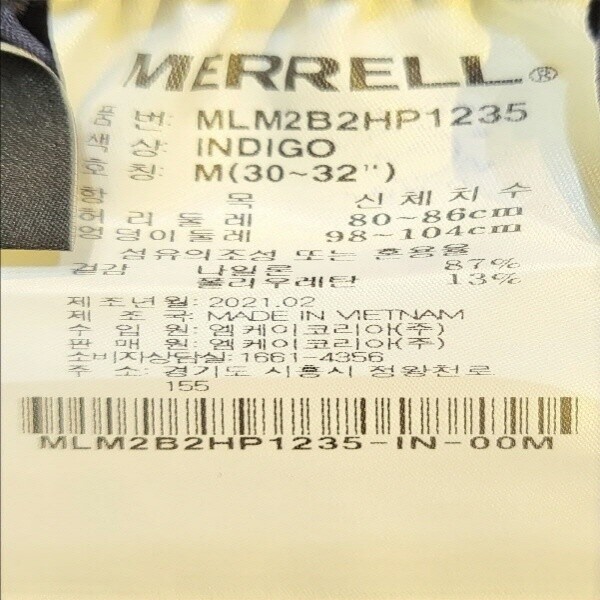 MERRELL®
품 번: MLM2B2HP1235
색 상: INDIGO
호 칭: M(30~32")
항 목 신체치수
허리둘레 80~86cm
엉덩이둘레 98~104cm
섬유의조성 또는 혼용율
겉감 나일론 87%
폴리우레탄 13%
제조년월: 2021.02
제 조 국: MADE IN VIETNAM
수 입 원: 엠케이코리아(주)
판 매 원: 엠케이코리아(주)
소비자상담실: 1661-4356
주 소: 경기도 시흥시 정왕천로
155
MLM2B2HP1235-IN-00M